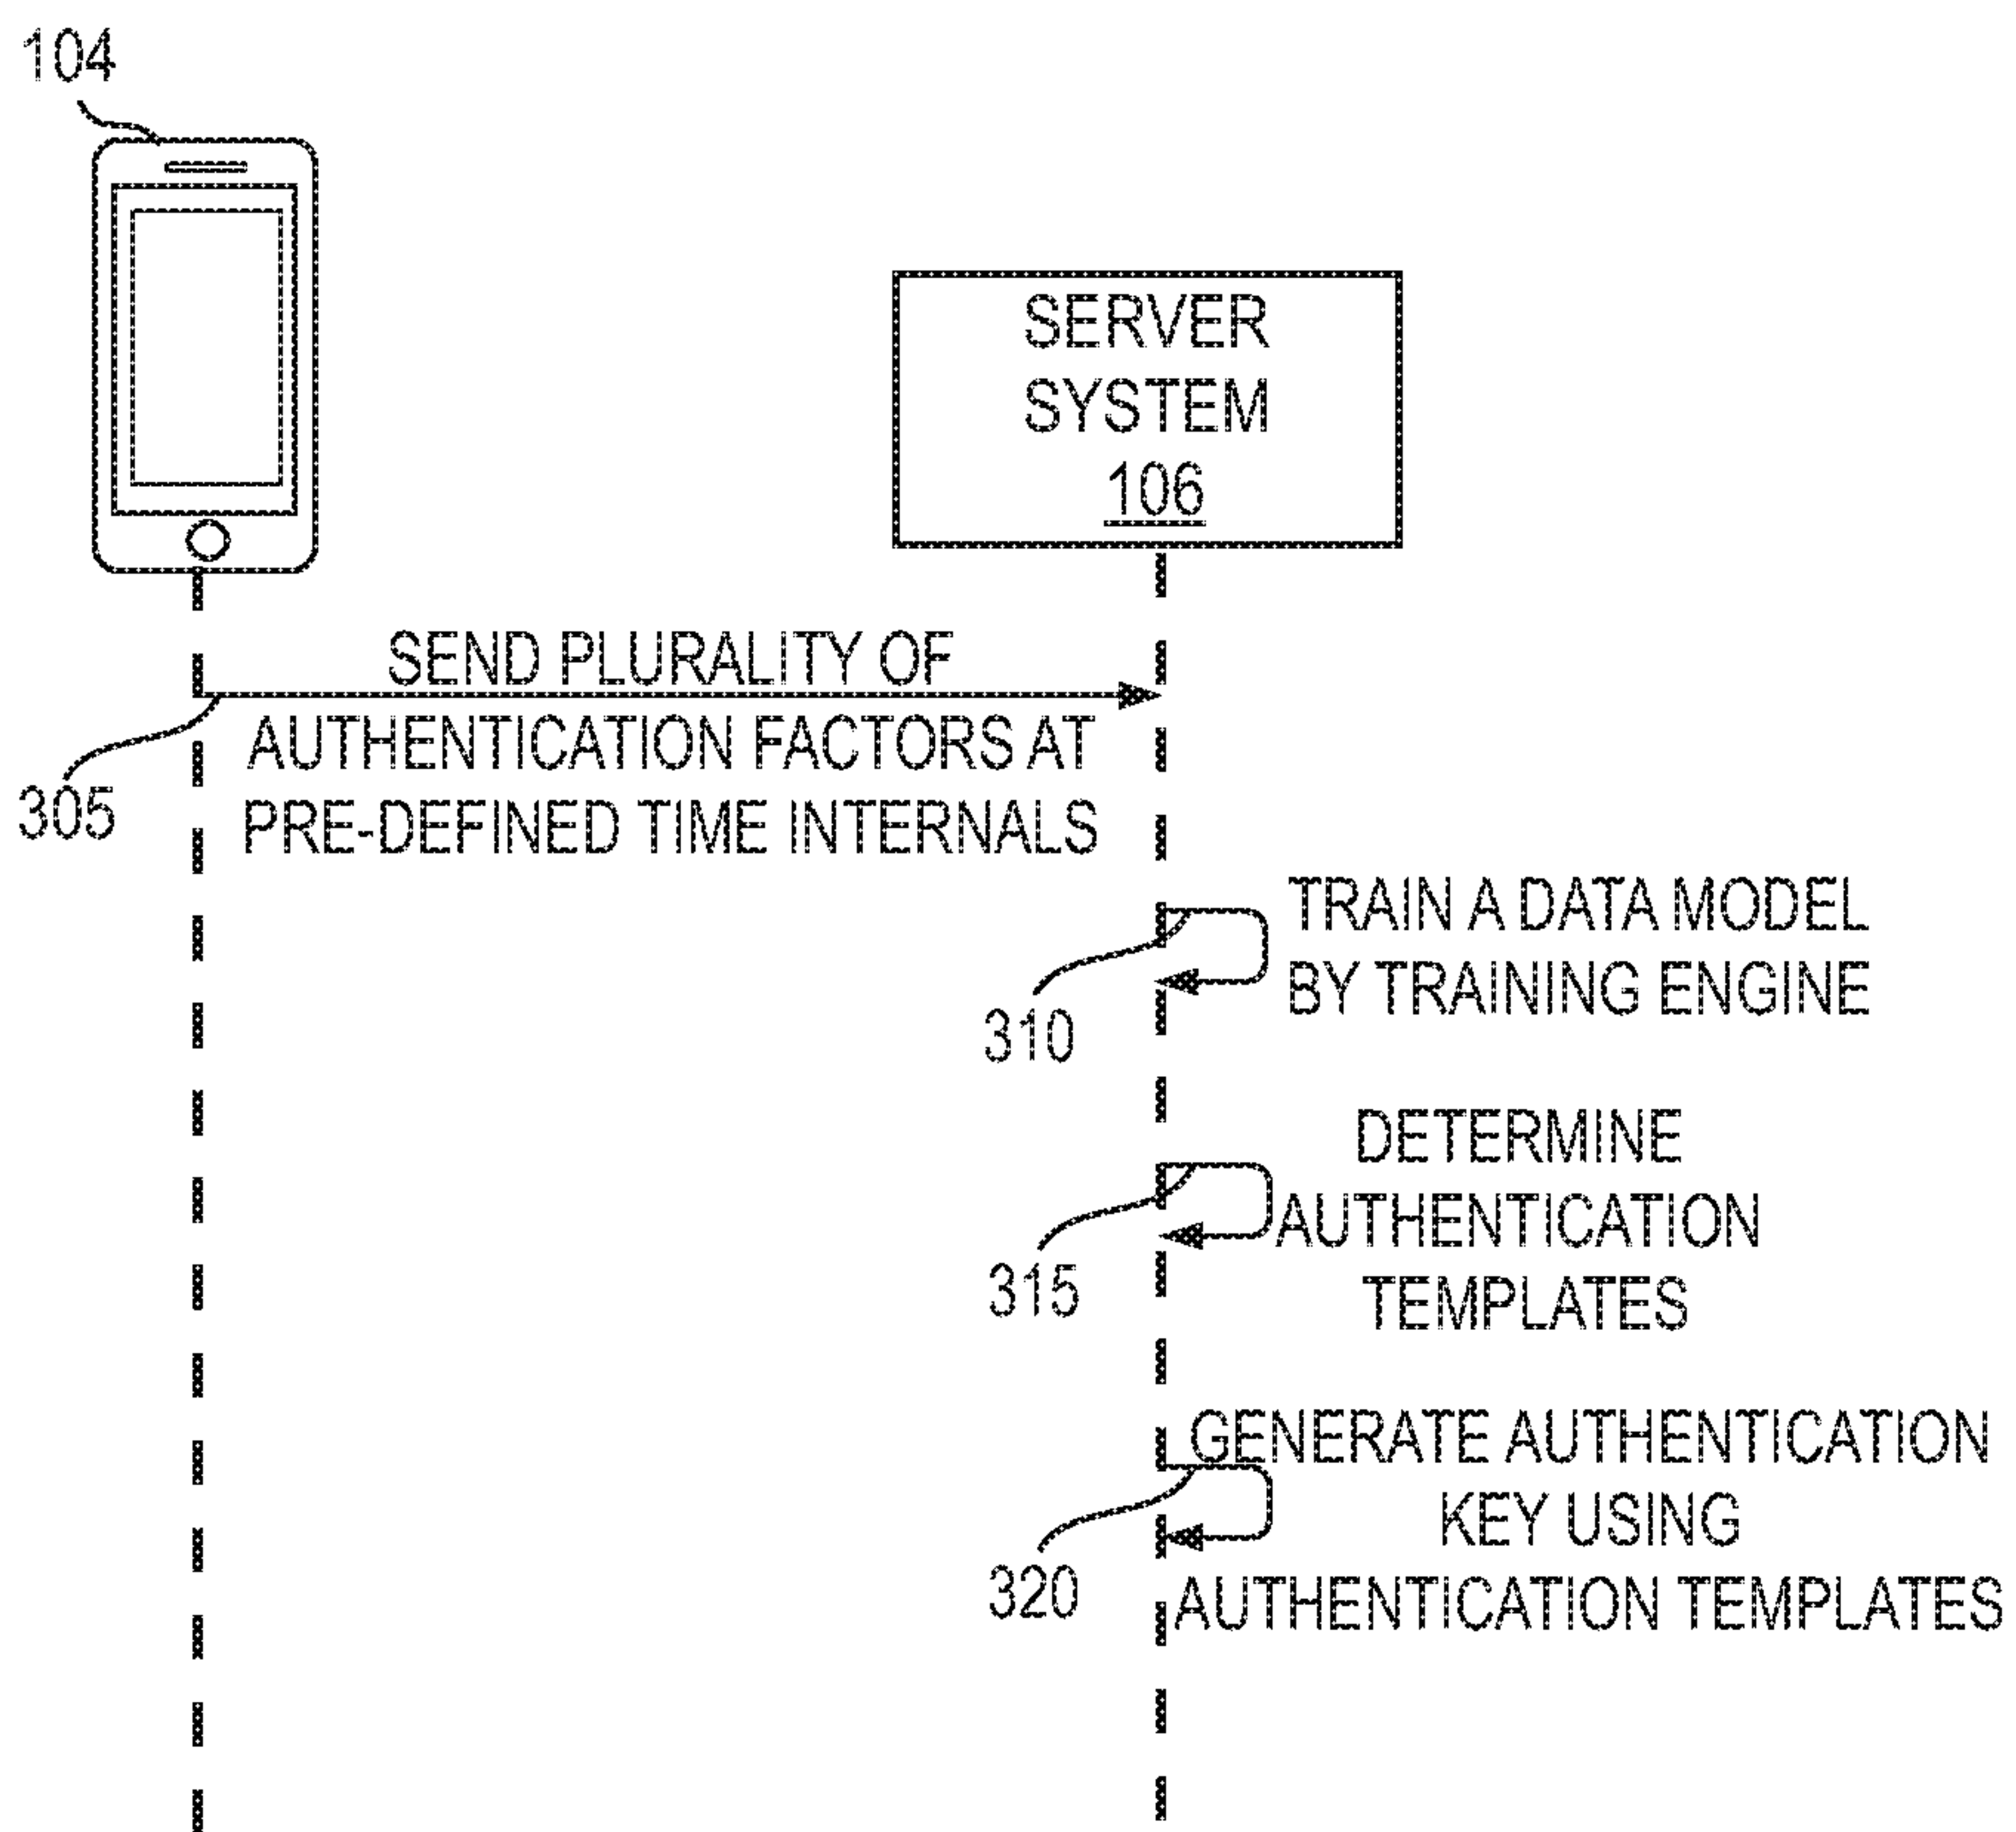 104
SERVER
SYSTEM
106
SEND PLURALITY OF
AUTHENTICATION FACTORS AT
PRE-DEFINED TIME INTERNALS
305
TRAIN A DATA MODEL
BY TRAINING ENGINE
310
DETERMINE
AUTHENTICATION
TEMPLATES
315
GENERATE AUTHENTICATION
KEY USING
AUTHENTICATION TEMPLATES
320